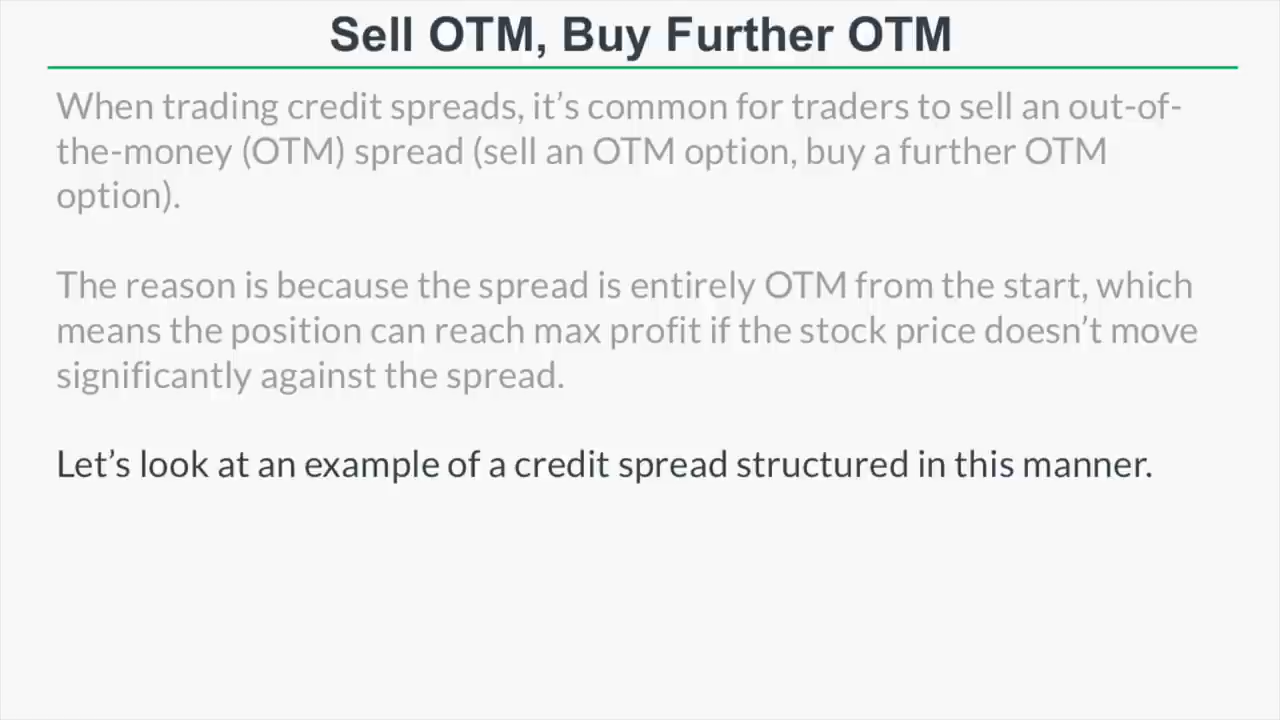 Sell OTM, Buy Further OTM
When trading credit spreads, it’s common for traders to sell an out-of-
the-money (OTM) spread (sell an OTM option, buy a further OTM
option).
The reason is because the spread is entirely OTM from the start, which
means the position can reach max profit if the stock price doesn’t move
significantly against the spread.
Let’s look at an example of a credit spread structured in this manner.